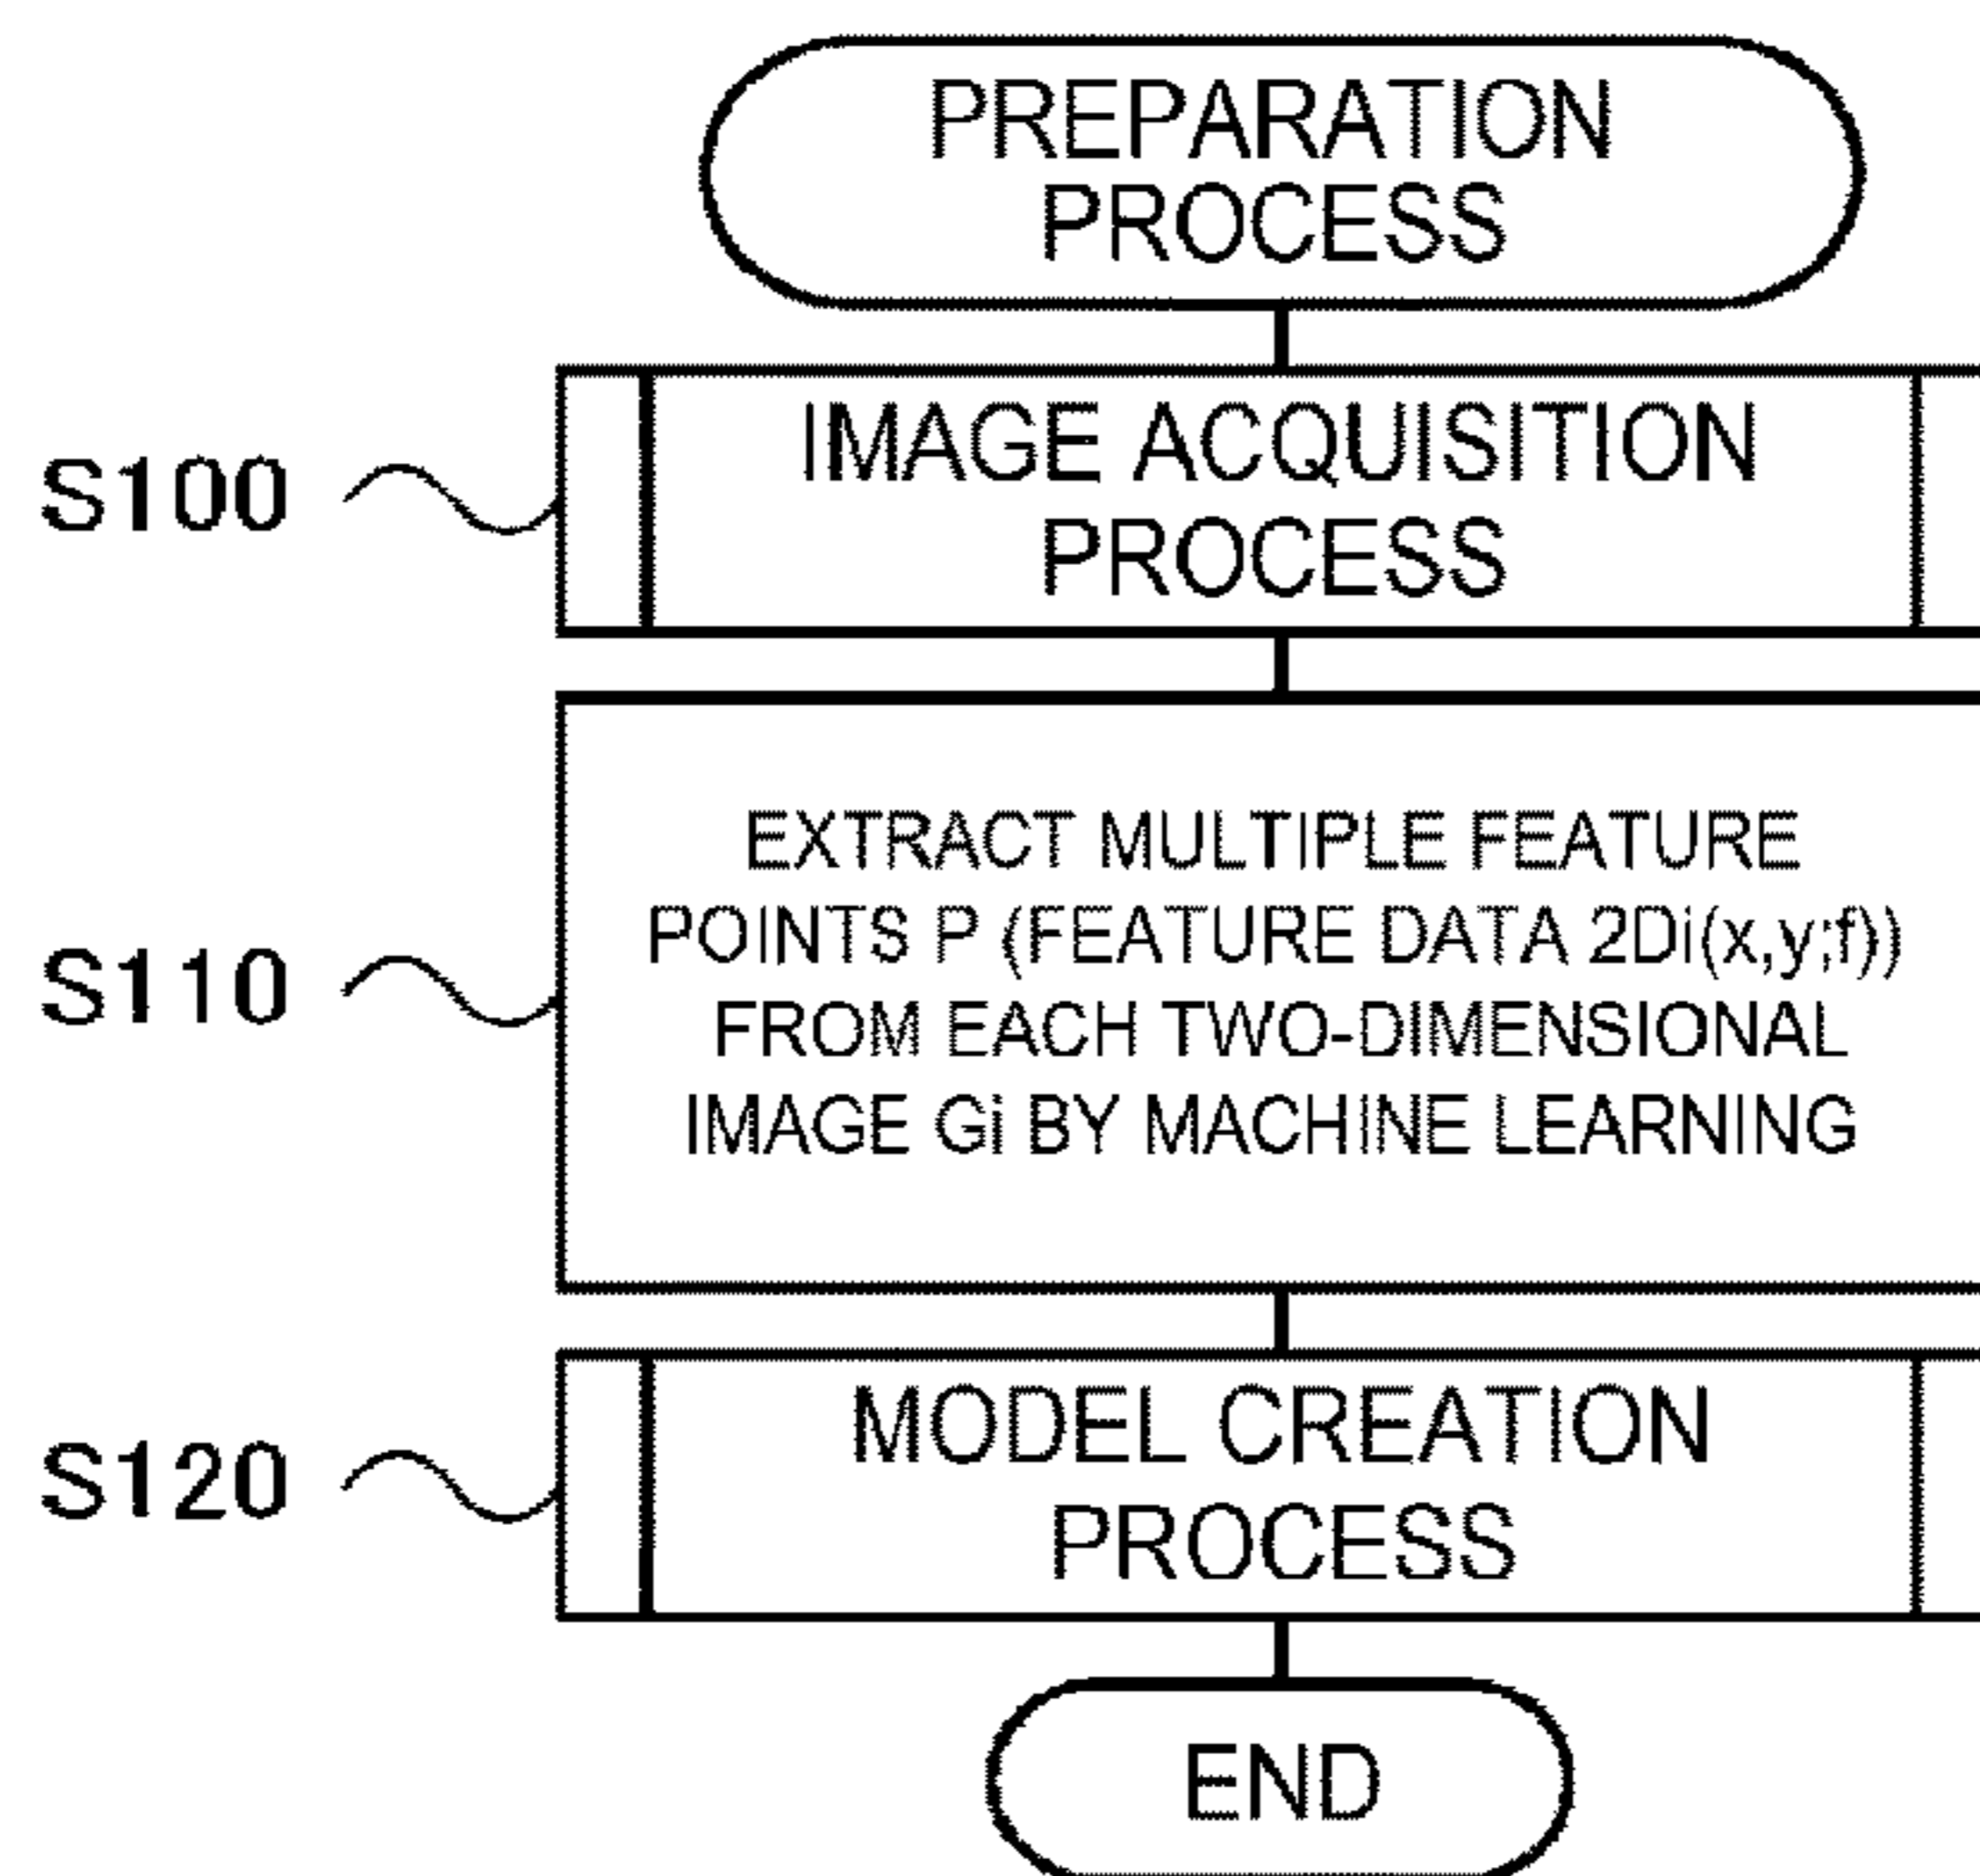 PREPARATION
PROCESS
S100
IMAGE ACQUISITION
PROCESS
S110
EXTRACT MULTIPLE FEATURE
POINTS P (FEATURE DATA 2Di(x,y;f))
FROM EACH TWO-DIMENSIONAL
IMAGE Gi BY MACHINE LEARNING
S120
MODEL CREATION
PROCESS
END